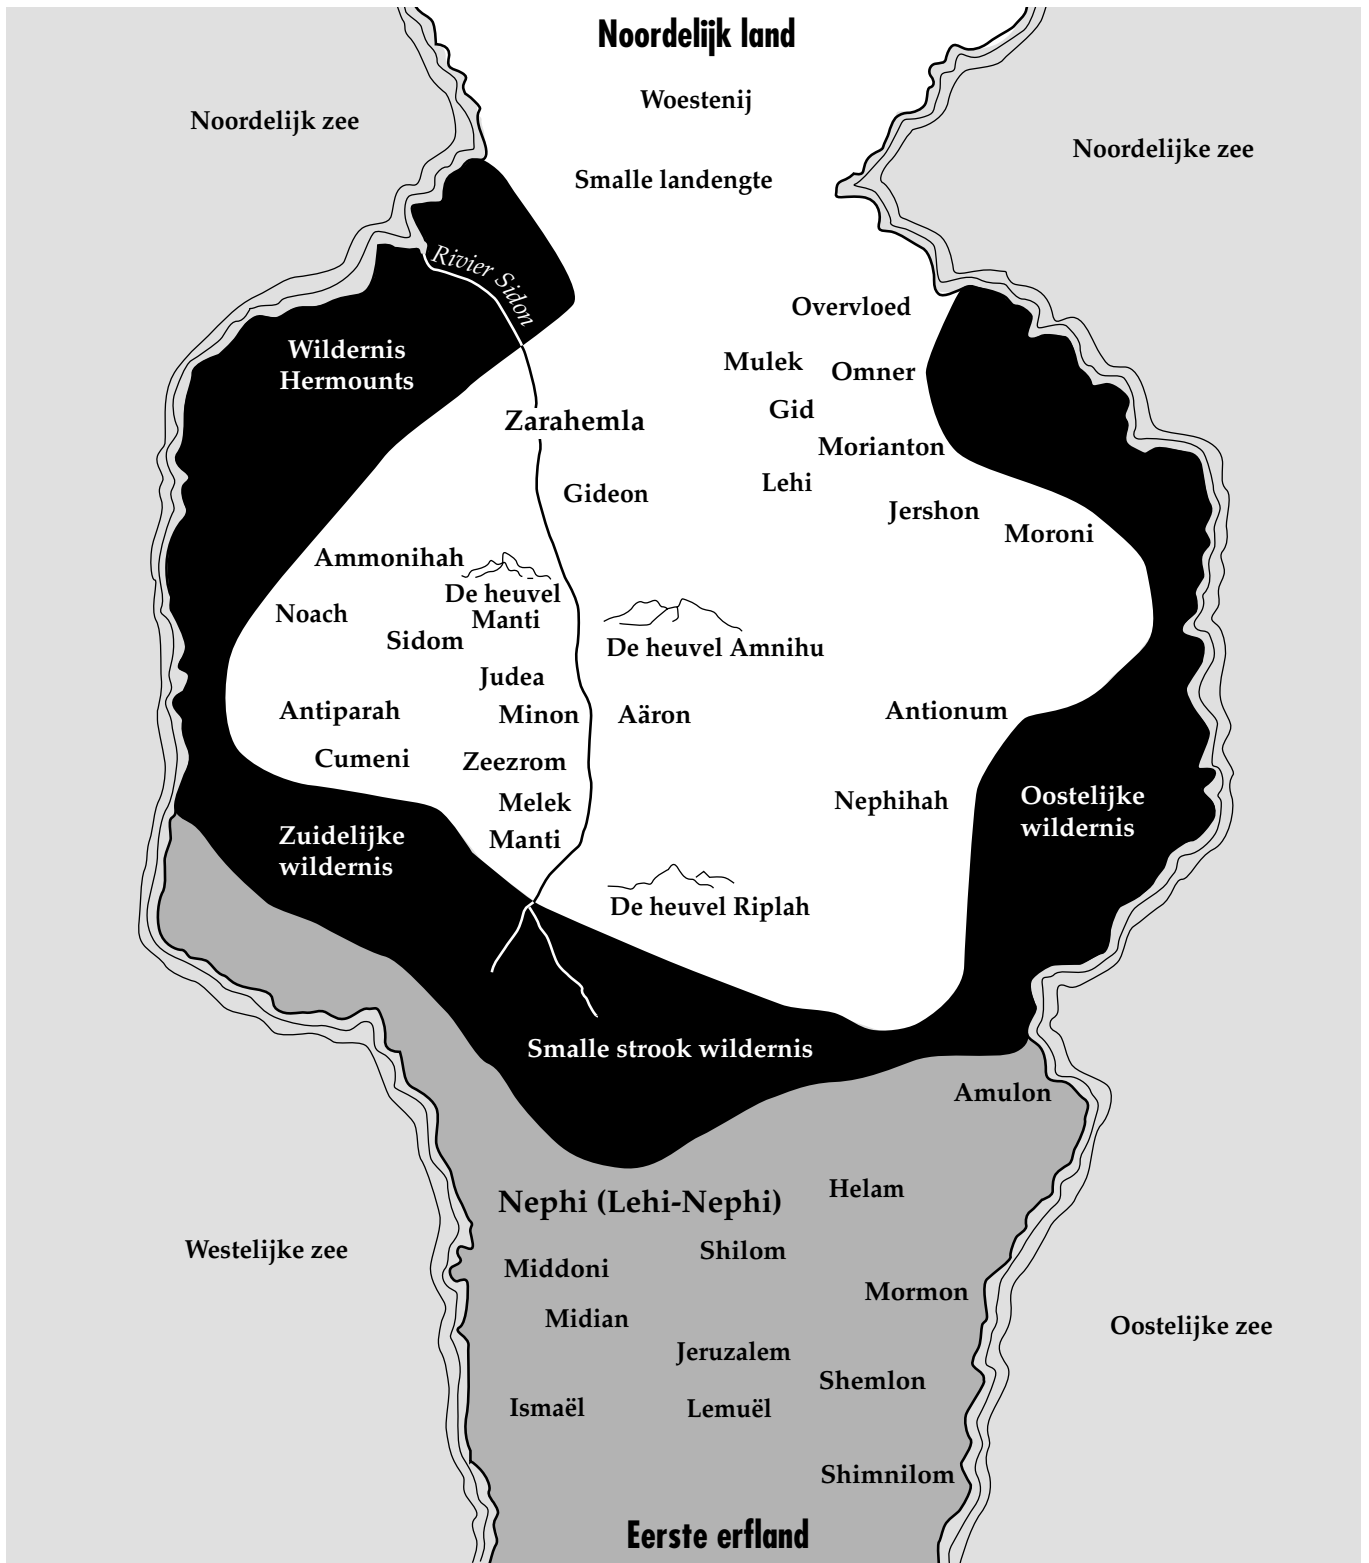 Noordelijk land
Woestenij
Noordelijk zee
Noordelijke zee
Smalle landengte
Rivier Sidon
Overvloed
Wildernis
Hermounts
Mulek
Omner
Gid
Zarahemla
Morianton
Lehi
Gideon
Jershon
Moroni
Ammonihah
De heuvel
Manti
Noach
Sidom
De heuvel Amnihu
Judea
Antiparah
Minon
Aäron
Antionum
Cumeni
Zeezrom
Melek
Nephihah
Oostelijke
wildernis
Zuidelijke
wildernis
Manti
De heuvel Riplah
Smalle strook wildernis
Amulon
Nephi (Lehi-Nephi)
Helam
Westelijke zee
Shilom
Middoni
Mormon
Midian
Oostelijke zee
Jeruzalem
Shemlon
Ismaël
Lemuël
Shimnilom
Eerste erfland